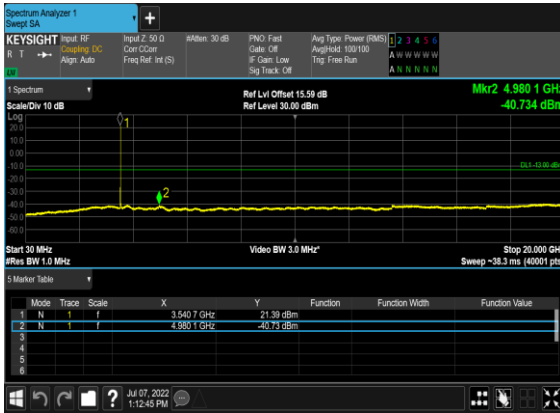 Spectrum Analyzer 1
Swept SA
+
KEYSIGHT
R T
Input: RF
Coupling: DC
Align: Auto
Input Z: 50 Ω
Corr CCorr
Freq Ref: Int (S)
#Atten: 30 dB
PNO: Fast
Gate: Off
IF Gain: Low
Sig Track: Off
Avg Type: Power (RMS)
Avg|Hold: 100/100
Trig: Free Run
1 2 3 4 5 6
A W W W W W
A N N N N N
1 Spectrum
Scale/Div 10 dB
Ref Lvl Offset 15.59 dB
Ref Level 30.00 dBm
Mkr2 4.980 1 GHz
-40.734 dBm
Log
20.0
10.0
0.00
-10.0
-20.0
-30.0
-40.0
-50.0
-60.0
1
2
DL1 -13.00 dBm
Start 30 MHz
#Res BW 1.0 MHz
Video BW 3.0 MHz*
Stop 20.000 GHz
Sweep ~38.3 ms (40001 pts)
5 Marker Table
Mode Trace Scale X Y Function Function Width Function Value
1 N 1 f 3.540 7 GHz 21.39 dBm
2 N 1 f 4.980 1 GHz -40.73 dBm
3
4
5
6
?
Jul 07, 2022
1:12:45 PM